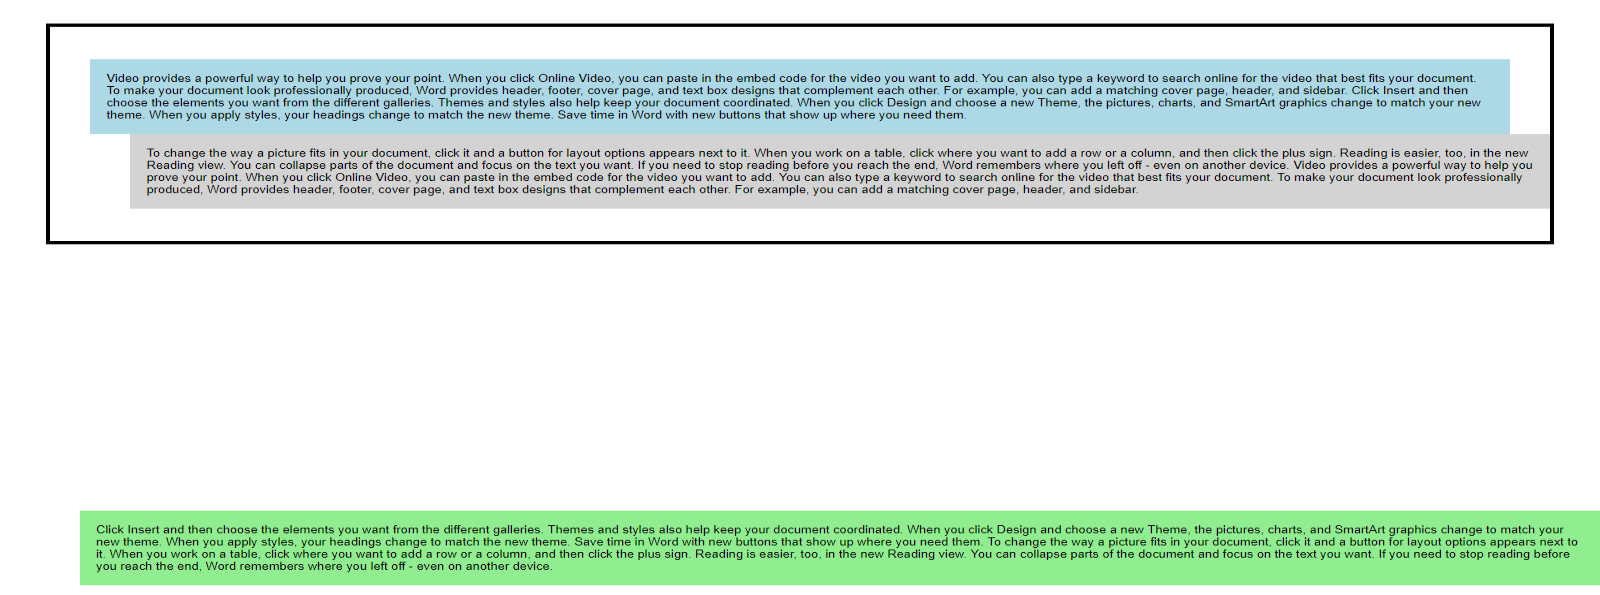 Video provides a powerful way to help you prove your point. When you click Online Video, you can paste in the embed code for the video you want to add. You can also type a keyword to search online for the video that best fits your document.
To make your document look professionally produced, Word provides header, footer, cover page, and text box designs that complement each other. For example, you can add a matching cover page, header, and sidebar. Click Insert and then
choose the elements you want from the different galleries. Themes and styles also help keep your document coordinated. When you click Design and choose a new Theme, the pictures, charts, and SmartArt graphics change to match your new
theme. When you apply styles, your headings change to match the new theme. Save time in Word with new buttons that show up where you need them.
To change the way a picture fits in your document, click it and a button for layout options appears next to it. When you work on a table, click where you want to add a row or a column, and then click the plus sign. Reading is easier, too, in the new
Reading view. You can collapse parts of the document and focus on the text you want. If you need to stop reading before you reach the end, Word remembers where you left off - even on another device. Video provides a powerful way to help you
prove your point. When you click Online Video, you can paste in the embed code for the video you want to add. You can also type a keyword to search online for the video that best fits your document. To make your document look professionally
produced, Word provides header, footer, cover page, and text box designs that complement each other. For example, you can add a matching cover page, header, and sidebar.
Click Insert and then choose the elements you want from the different galleries. Themes and styles also help keep your document coordinated. When you click Design and choose a new Theme, the pictures, charts, and SmartArt graphics change to match your
new theme. When you apply styles, your headings change to match the new theme. Save time in Word with new buttons that show up where you need them. To change the way a picture fits in your document, click it and a button for layout options appears next to
it. When you work on a table, click where you want to add a row or a column, and then click the plus sign. Reading is easier, too, in the new Reading view. You can collapse parts of the document and focus on the text you want. If you need to stop reading before
you reach the end, Word remembers where you left off - even on another device.